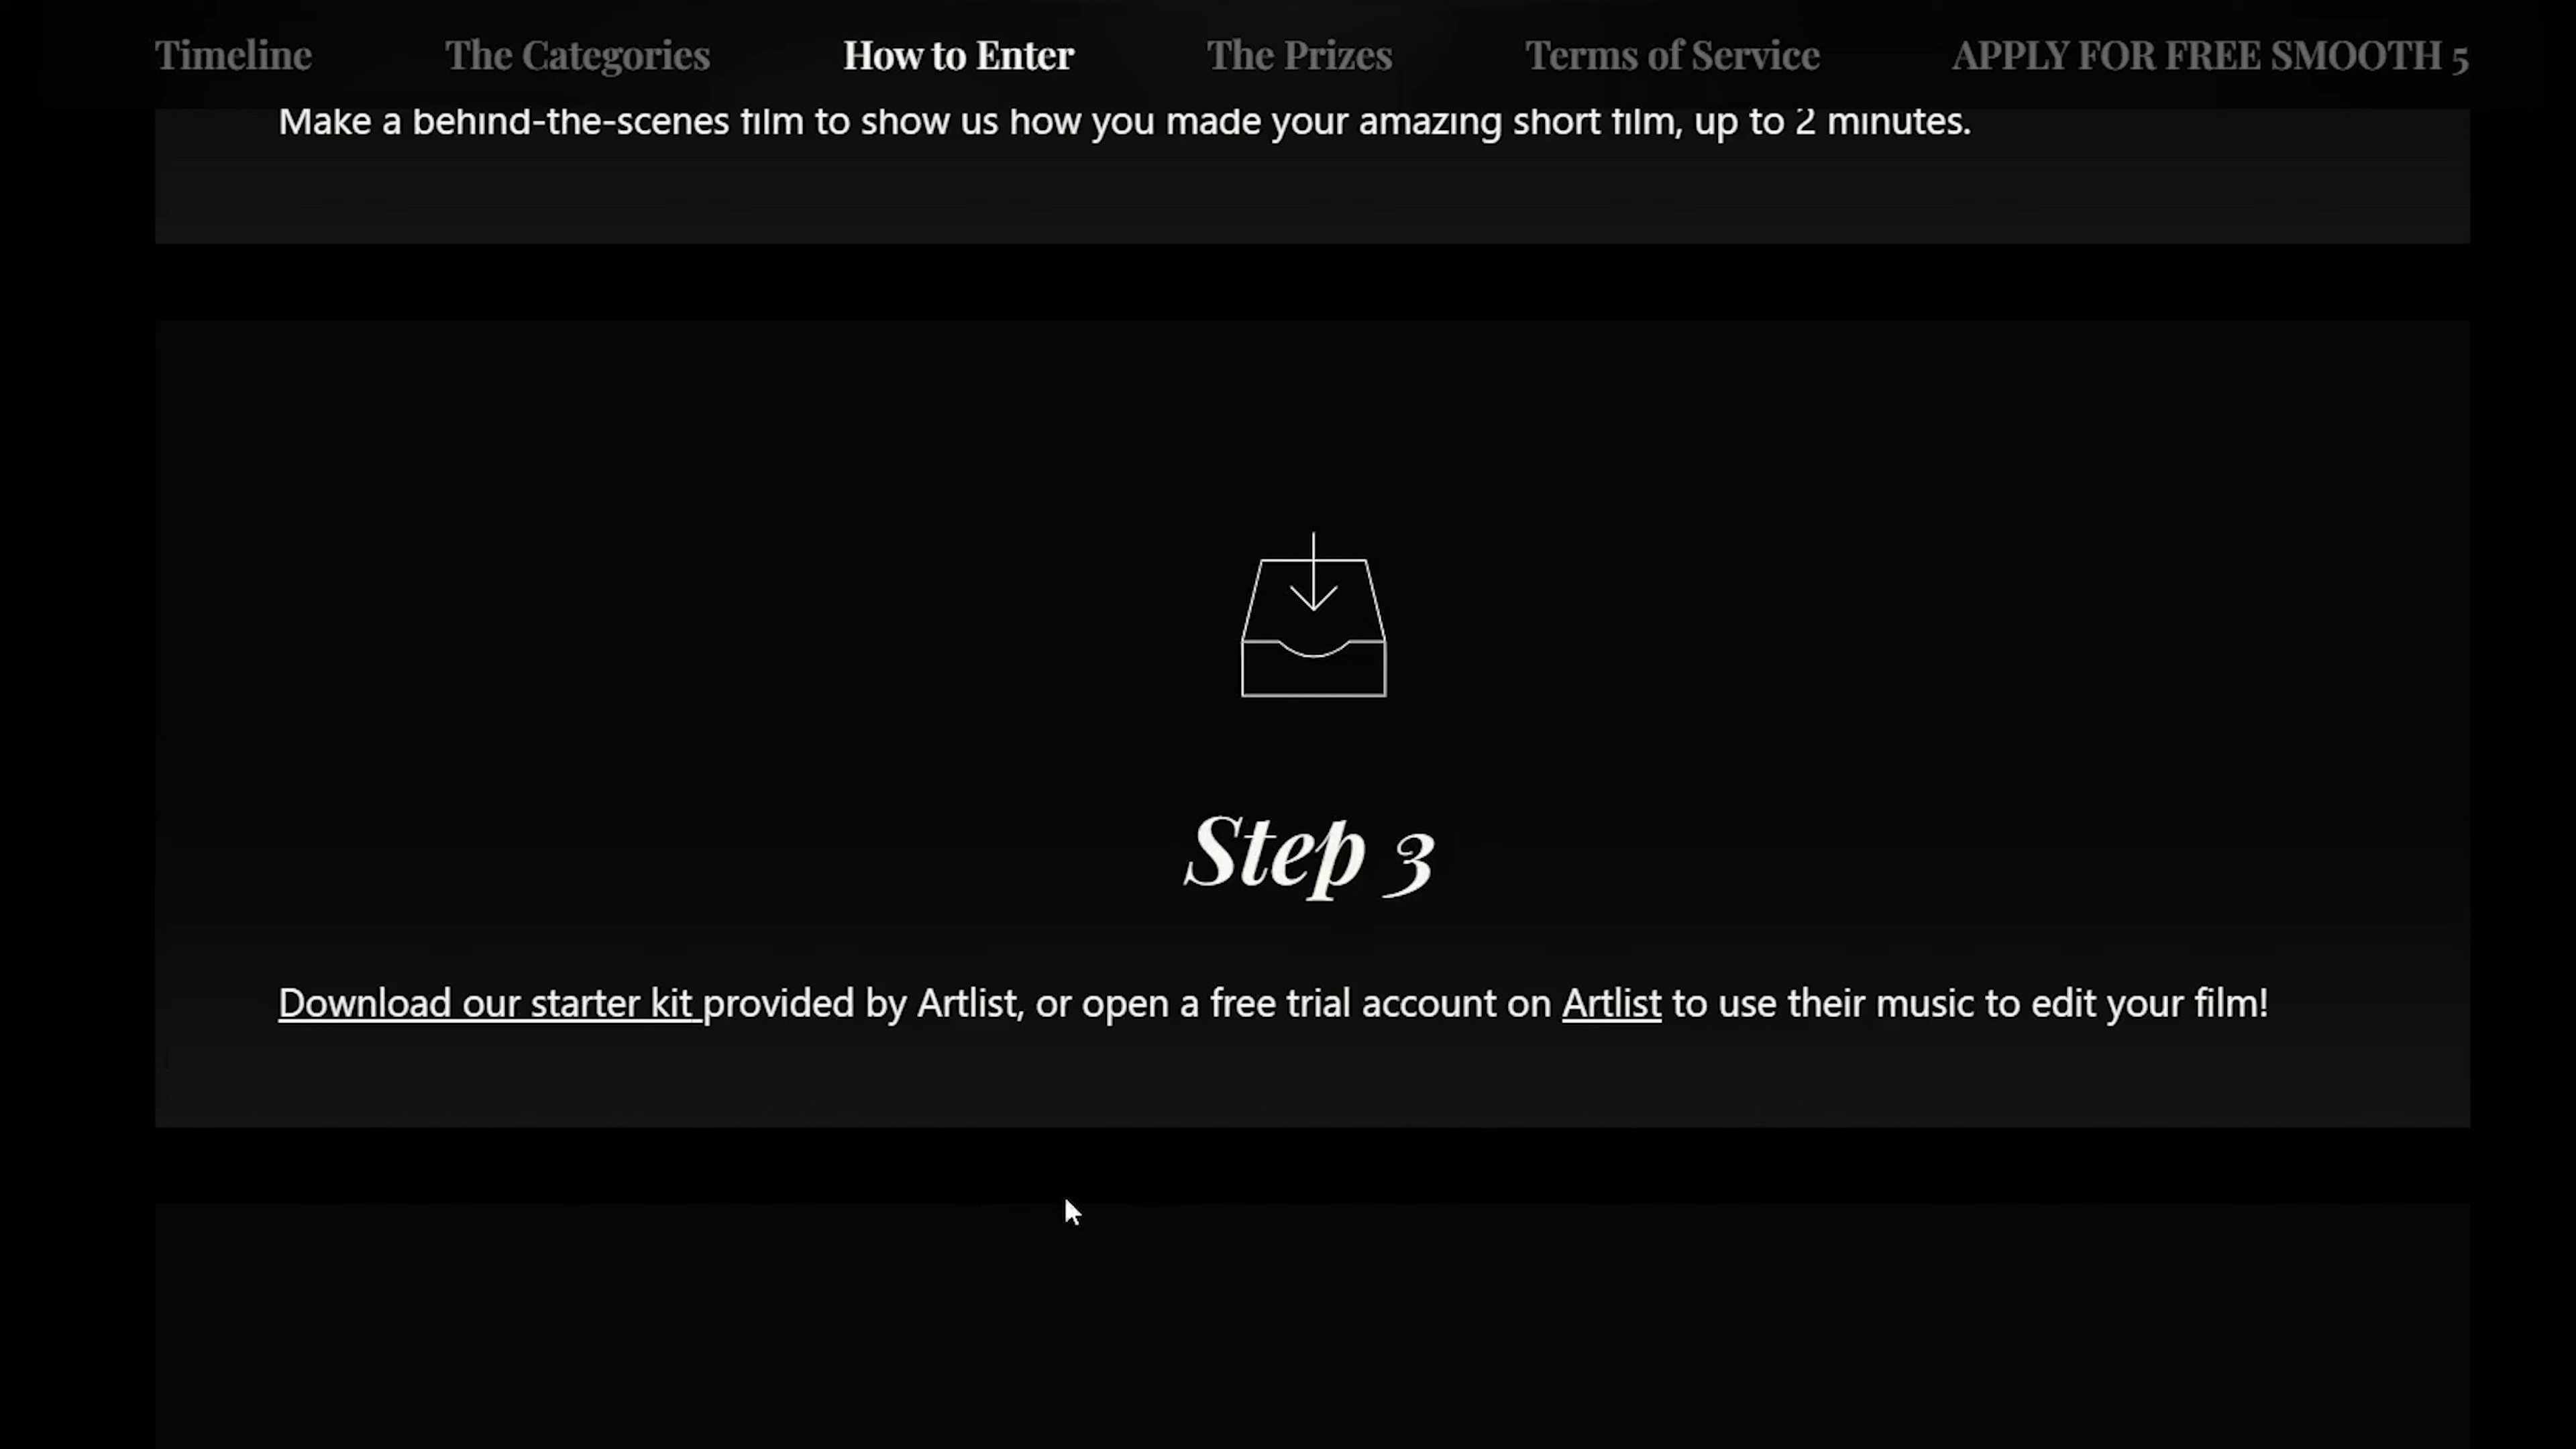 Timeline
The Categories
How to Enter
The Prizes
Terms of Service
APPLY FOR FREE SMOOTH 5
Make a behind-the-scenes film to show us how you made your amazing short film, up to 2 minutes.
Step 3
Download our starter kit provided by Artlist, or open a free trial account on Artlist to use their music to edit your film!